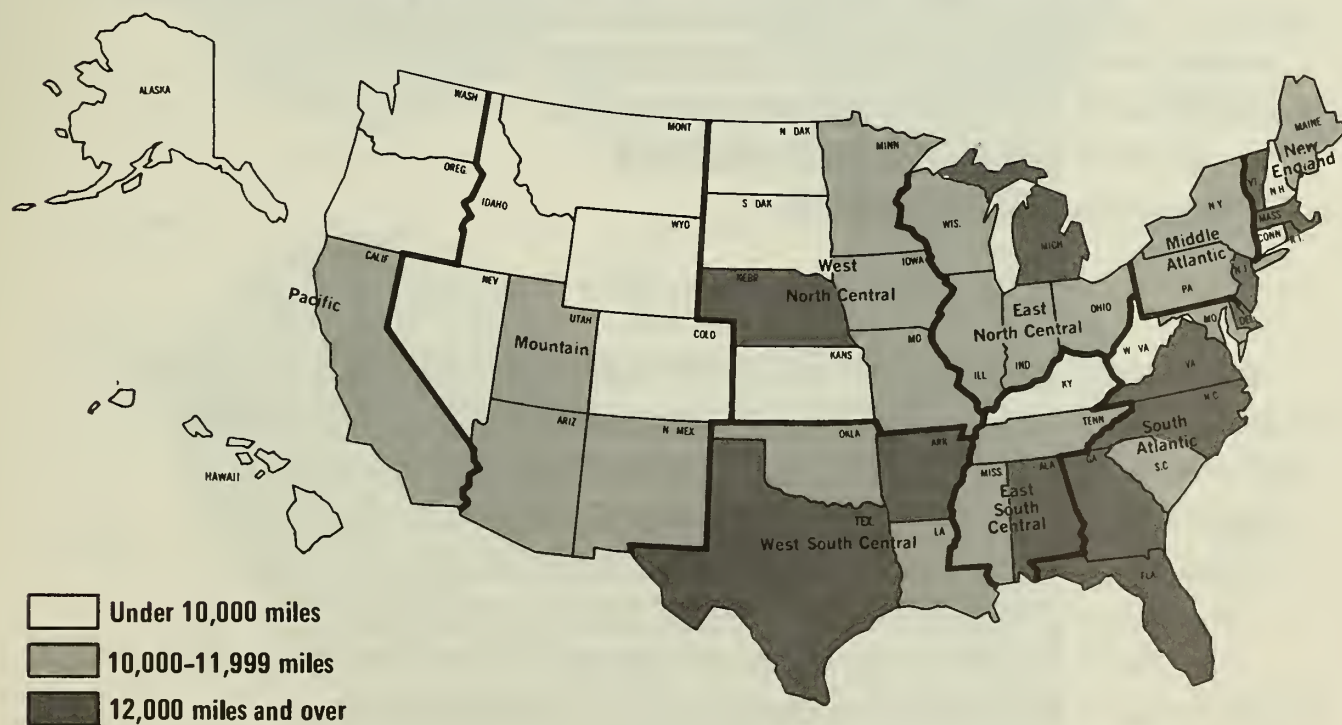 ALASKA
WASH
MONT
N DAK
MINN
MAINE
New
England
OREG.
IDAHO
S DAK
WIS.
MICH
N Y
VT.
N H
MASS
CONN
R.I.
WYO
CALIF
NEV
NEBR
West
North Central
IOWA
Middle
Atlantic
PA
N J
Pacific
UTAH
Mountain
COLO
KANS
MO
ILL
East
North Central
IND
OHIO
W VA
MD
DEL
VA
KY
N C
ARIZ
N MEX
OKLA
ARK
TENN
South
Atlantic
S.C
HAWAII
TEX.
West South Central
LA
MISS
ALA
East
South
Central
GA
FLA.
Under 10,000 miles
10,000-11,999 miles
12,000 miles and over